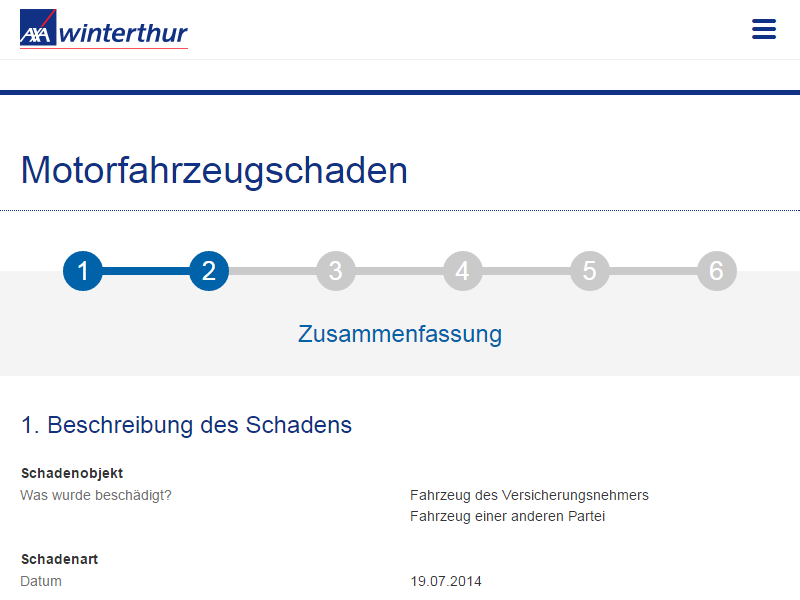 AXA winterthur
Motorfahrzeugschaden
1 2 3 4 5 6
Zusammenfassung
1. Beschreibung des Schadens
Schadenobjekt
Was wurde beschädigt? Fahrzeug des Versicherungsnehmers
Fahrzeug einer anderen Partei
Schadenart
Datum 19.07.2014